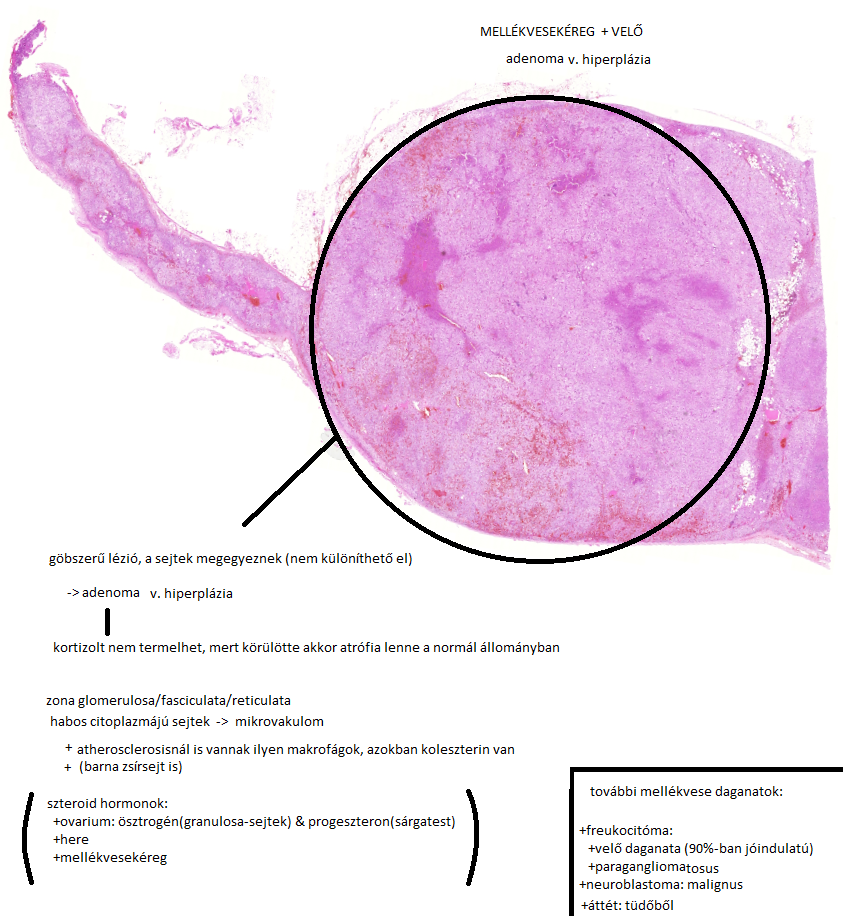 MELLÉKVESEKÉREG + VELŐ
adenoma v. hiperplázia
göbszerű lézió, a sejtek megegyeznek (nem különíthető el)
-> adenoma v. hiperplázia
kortizolt nem termelhet, mert körülötte akkor atrófia lenne a normál állományban
zona glomerulosa/fasciculata/reticulata
habos citoplazmájú sejtek -> mikrovakulom
+ atherosclerosisnál is vannak ilyen makrofágok, azokban koleszterin van
+ (barna zsírsejt is)
szteroid hormonok:
+ovarium: ösztrogén(granulosa-sejtek) & progeszteron(sárgatest)
+here
+mellékvesekéreg
további mellékvese daganatok:
+freukocitóma:
+velő daganata (90%-ban jóindulatú)
+paragangliomatosus
+neuroblastoma: malignus
+áttét: tüdőből